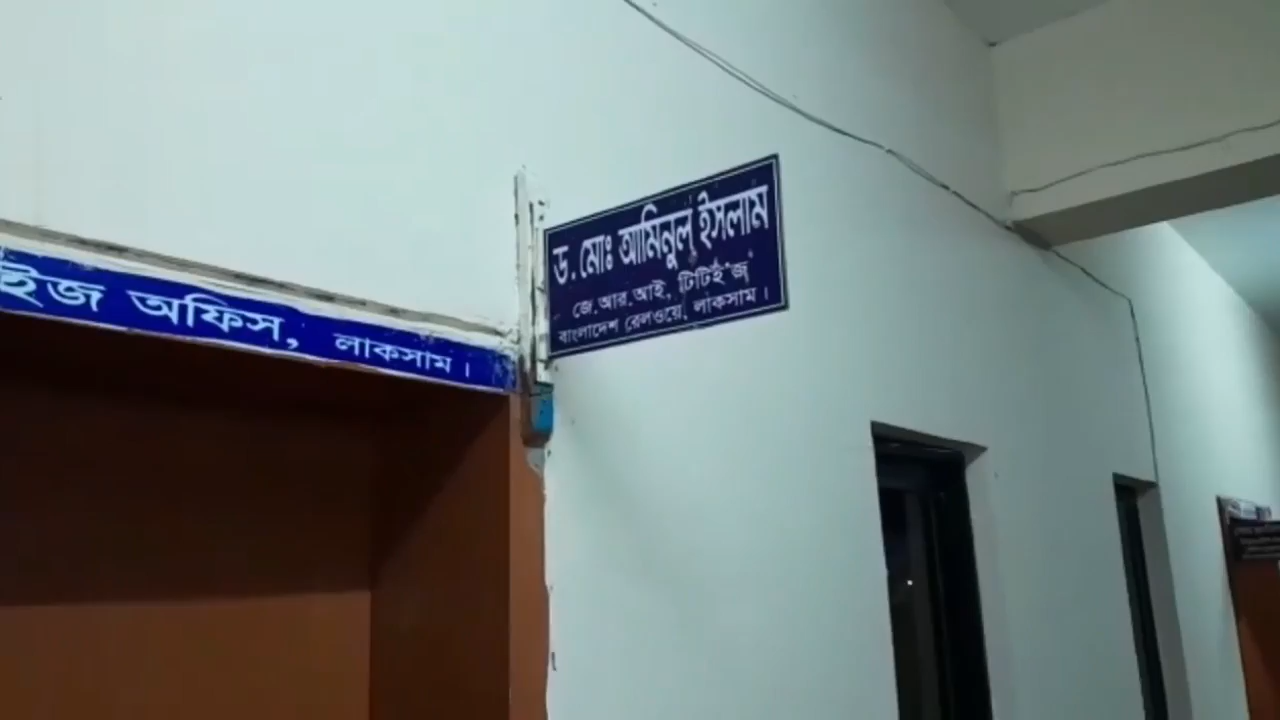 ইজ অফিস, লাকসাম।
ড. মোঃ আমিনুল ইসলাম
জে.আর.আই, টিটিই'জ
বাংলাদেশ রেলওয়ে, লাকসাম।